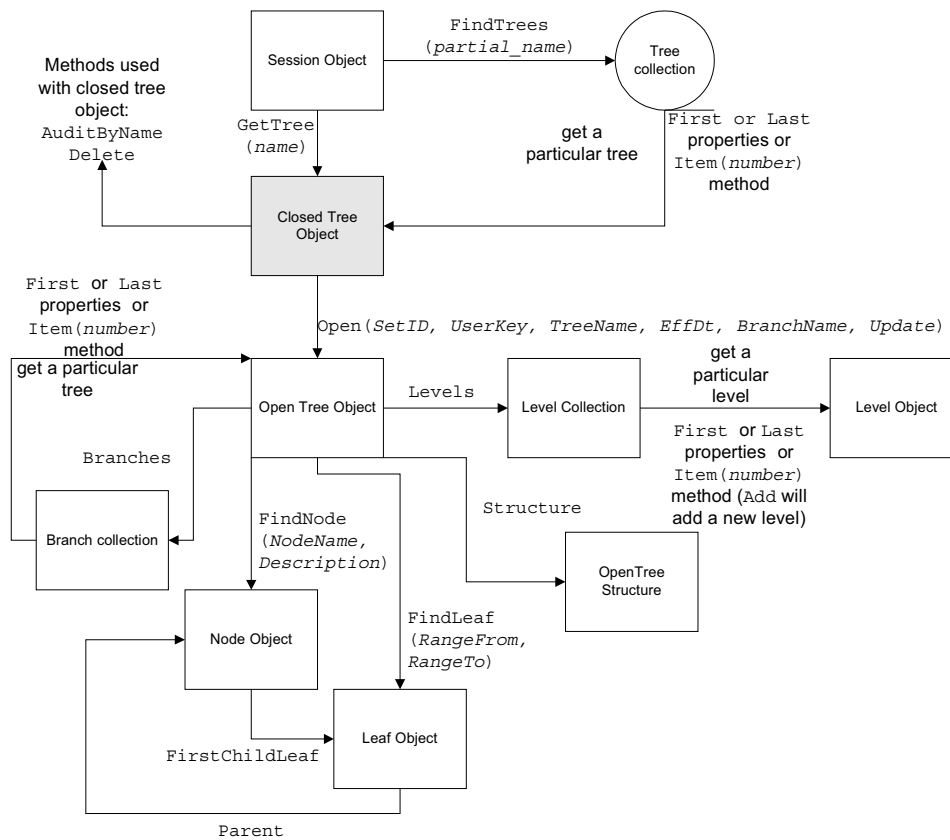 FindTrees
(partial_name)
Session Object
Tree
collection
Methods used
with closed tree
object:
AuditByName
Delete
GetTree
(name)
get a
particular tree
First or Last
properties or
Item(number)
method
Closed Tree
Object
First or Last
properties or
Item(number)
method
get a particular
tree
Open(SetID, UserKey, TreeName, EffDt, BranchName, Update)
Open Tree Object
Levels
Level Collection
get a
particular
level
Level Object
First or Last
properties or
Item(number)
method (Add will
add a new level)
Branches
Branch collection
FindNode
(NodeName,
Description)
Structure
OpenTree
Structure
Node Object
FindLeaf
(RangeFrom,
RangeTo)
FirstChildLeaf
Leaf Object
Parent